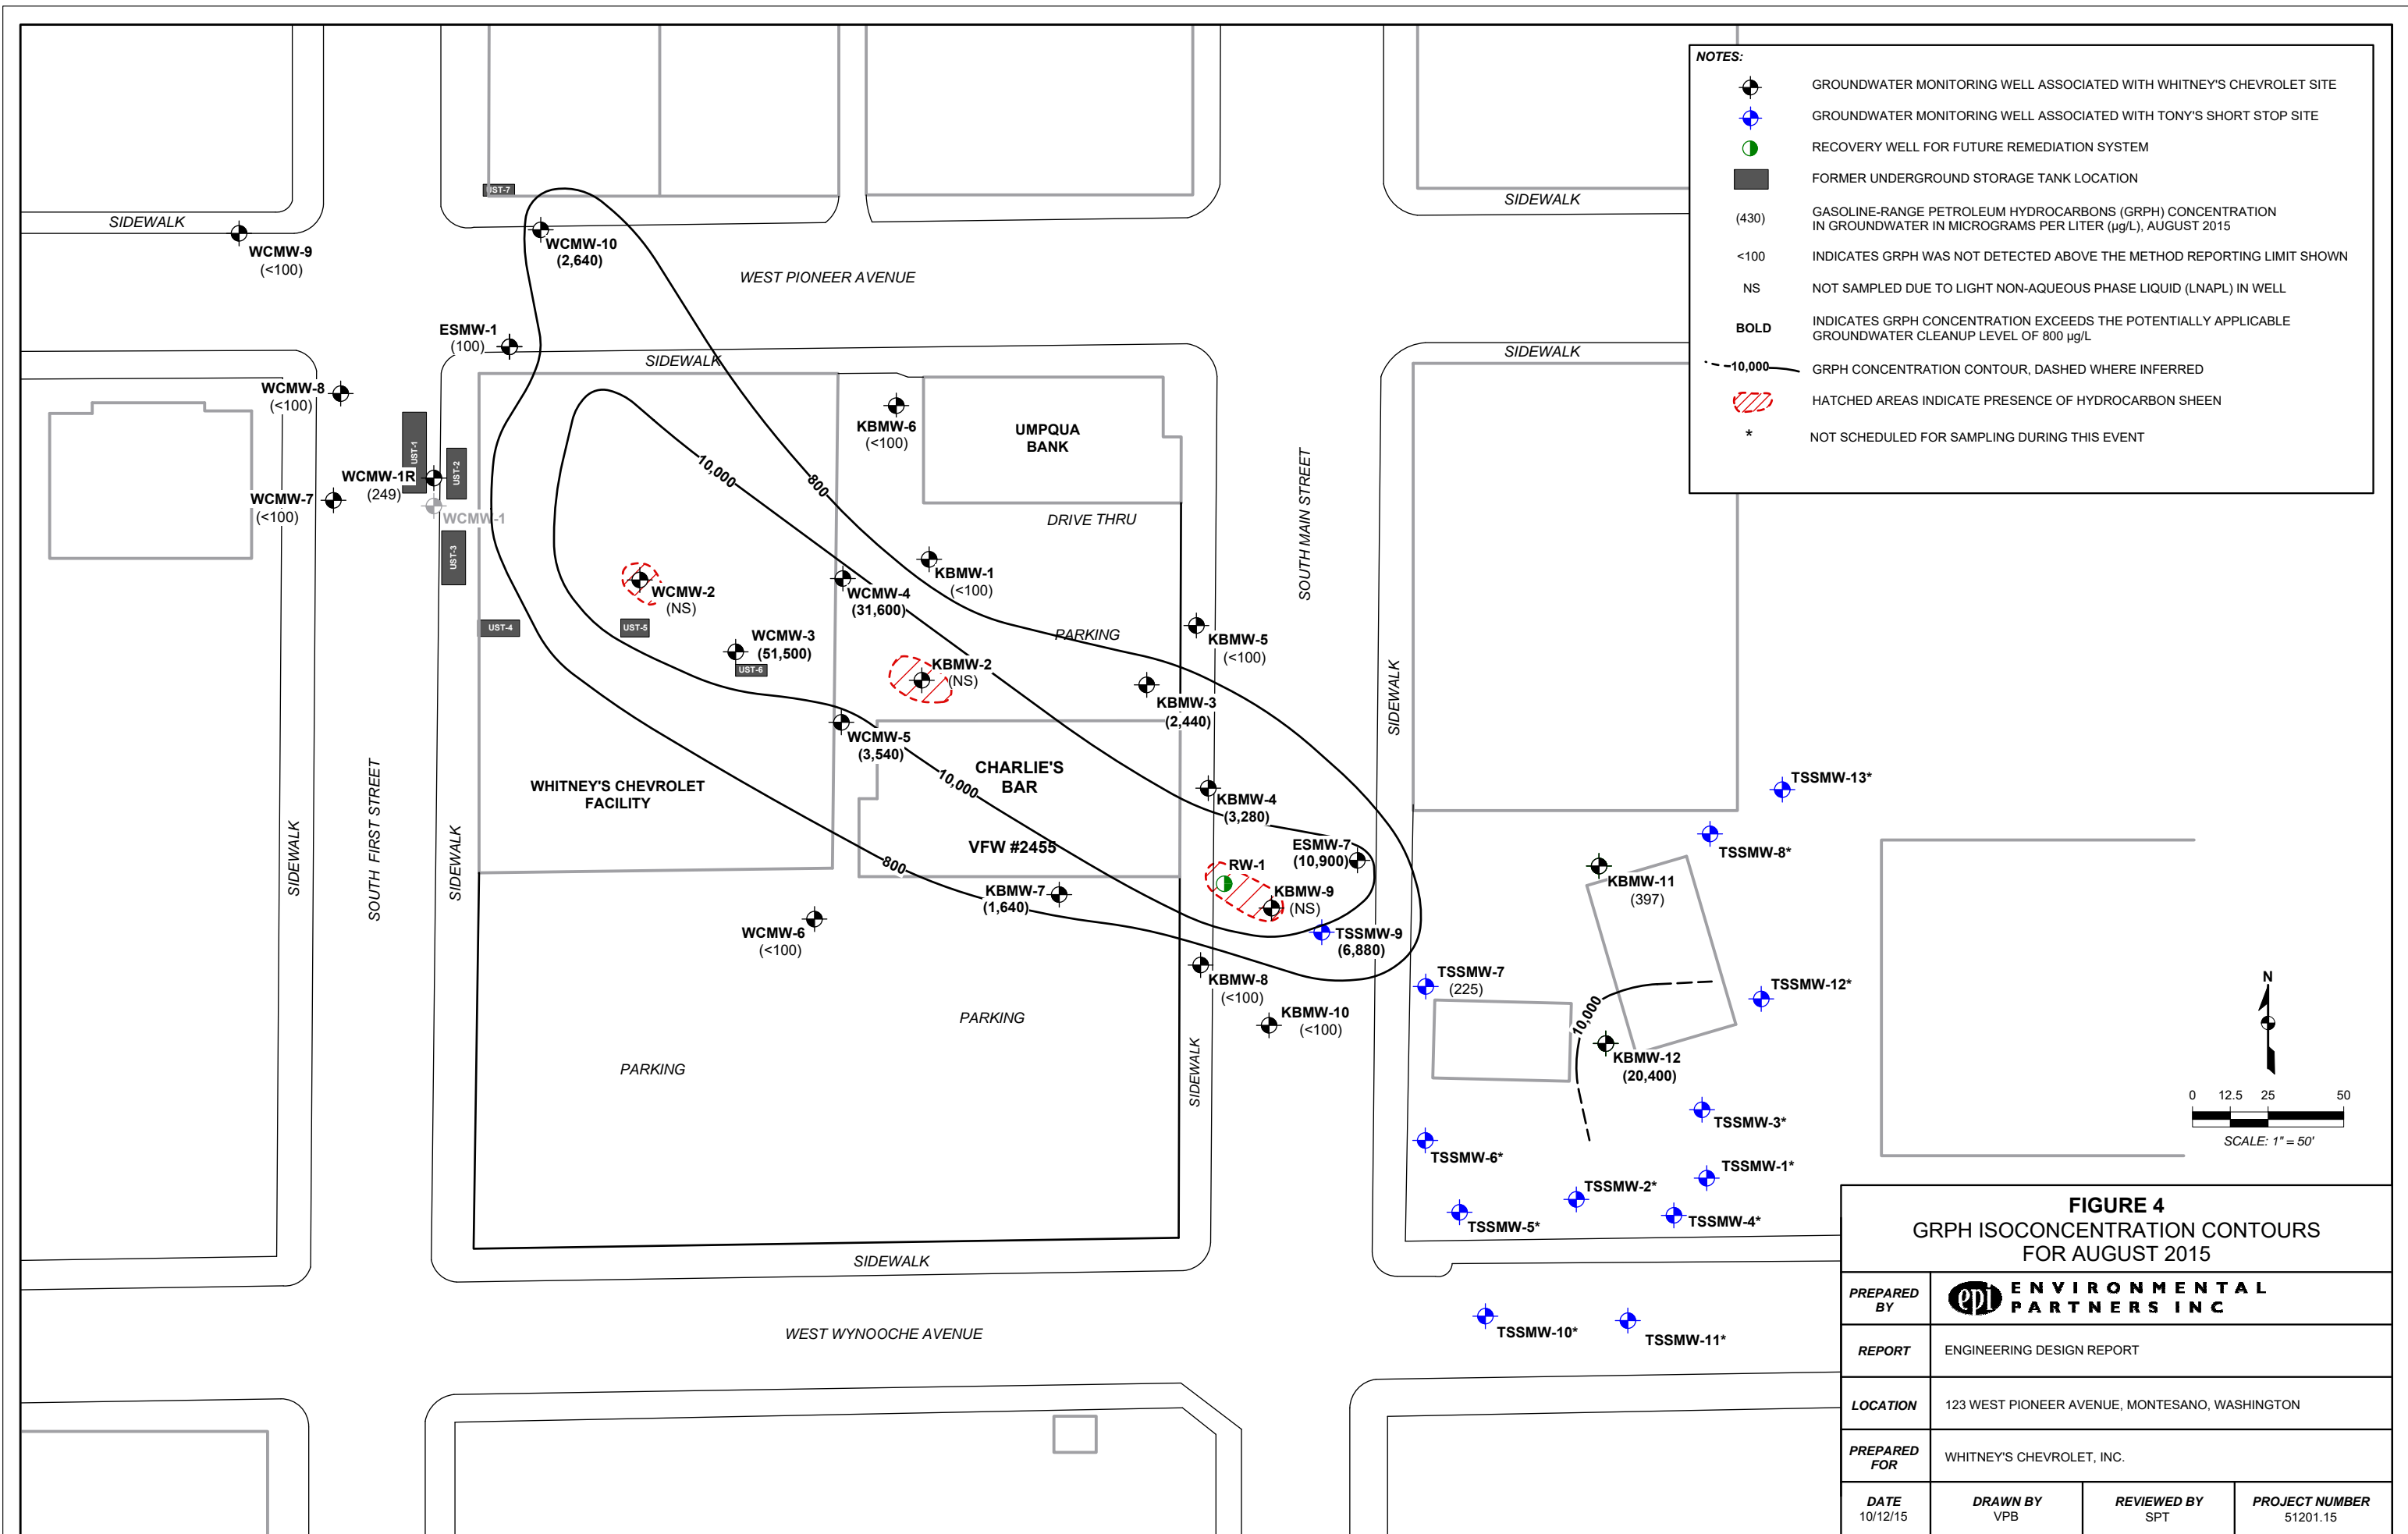 NOTES:
GROUNDWATER MONITORING WELL ASSOCIATED WITH WHITNEY'S CHEVROLET SITE
GROUNDWATER MONITORING WELL ASSOCIATED WITH TONY'S SHORT STOP SITE
RECOVERY WELL FOR FUTURE REMEDIATION SYSTEM
FORMER UNDERGROUND STORAGE TANK LOCATION
(430) GASOLINE-RANGE PETROLEUM HYDROCARBONS (GRPH) CONCENTRATION
IN GROUNDWATER IN MICROGRAMS PER LITER (µg/L), AUGUST 2015
<100 INDICATES GRPH WAS NOT DETECTED ABOVE THE METHOD REPORTING LIMIT SHOWN
NS NOT SAMPLED DUE TO LIGHT NON-AQUEOUS PHASE LIQUID (LNAPL) IN WELL
BOLD INDICATES GRPH CONCENTRATION EXCEEDS THE POTENTIALLY APPLICABLE
GROUNDWATER CLEANUP LEVEL OF 800 µg/L
10,000 GRPH CONCENTRATION CONTOUR, DASHED WHERE INFERRED
HATCHED AREAS INDICATE PRESENCE OF HYDROCARBON SHEEN
* NOT SCHEDULED FOR SAMPLING DURING THIS EVENT
UST-7
SIDEWALK
SIDEWALK
WCMW-9
(<100)
WCMW-10
(2,640)
WEST PIONEER AVENUE
ESMW-1
(100)
SIDEWALK
SIDEWALK
WCMW-8
(<100)
KBMW-6
(<100)
UMPQUA
BANK
UST-1
UST-2
WCMW-1R
(249)
WCMW-7
(<100)
WCMW-1
UST-3
10,000
800
DRIVE THRU
SOUTH MAIN STREET
KBMW-1
(<100)
WCMW-2
(NS)
WCMW-4
(31,600)
UST-4
UST-5
WCMW-3
(51,500)
UST-6
PARKING
KBMW-5
(<100)
KBMW-2
(NS)
KBMW-3
(2,440)
SIDEWALK
WCMW-5
(3,540)
CHARLIE'S
BAR
10,000
WHITNEY'S CHEVROLET
FACILITY
KBMW-4
(3,280)
TSSMW-13*
TSSMW-8*
SIDEWALK
SOUTH FIRST STREET
SIDEWALK
VFW #2455
800
ESMW-7
(10,900)
RW-1
KBMW-7
(1,640)
KBMW-9
(NS)
KBMW-11
(397)
WCMW-6
(<100)
TSSMW-9
(6,880)
KBMW-8
(<100)
TSSMW-7
(225)
TSSMW-12*
KBMW-10
(<100)
PARKING
PARKING
SIDEWALK
10,000
KBMW-12
(20,400)
TSSMW-3*
TSSMW-6*
TSSMW-1*
TSSMW-2*
TSSMW-5*
TSSMW-4*
SIDEWALK
TSSMW-10*
TSSMW-11*
WEST WYNOOCHE AVENUE
N
0 12.5 25 50
SCALE: 1" = 50'
FIGURE 4
GRPH ISOCONCENTRATION CONTOURS
FOR AUGUST 2015
PREPARED
BY
epi ENVIRONMENTAL
PARTNERS INC
REPORT ENGINEERING DESIGN REPORT
LOCATION 123 WEST PIONEER AVENUE, MONTESANO, WASHINGTON
PREPARED
FOR
WHITNEY'S CHEVROLET, INC.
DATE
10/12/15
DRAWN BY
VPB
REVIEWED BY
SPT
PROJECT NUMBER
51201.15